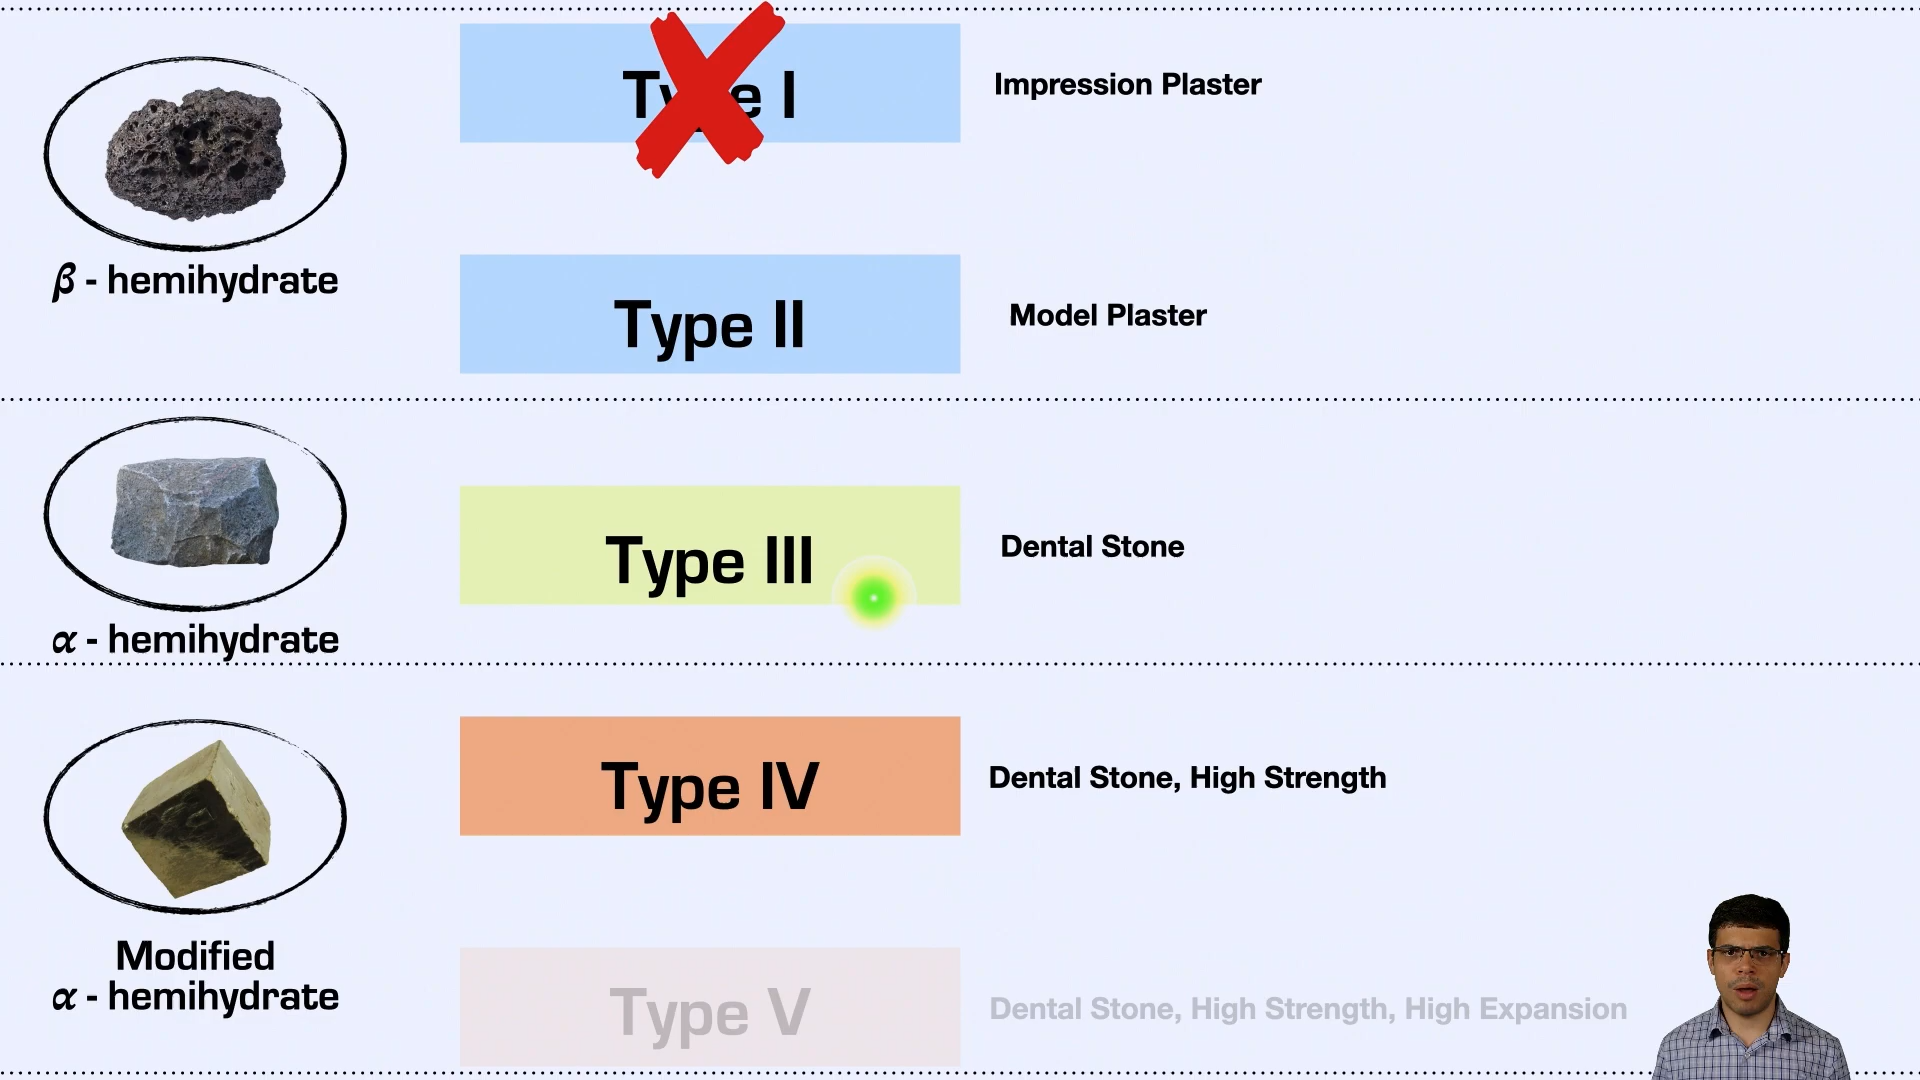 Type I
Impression Plaster
β - hemihydrate
Type II
Model Plaster
Type III
Dental Stone
α - hemihydrate
Type IV
Dental Stone, High Strength
Modified
α - hemihydrate
Type V
Dental Stone, High Strength, High Expansion